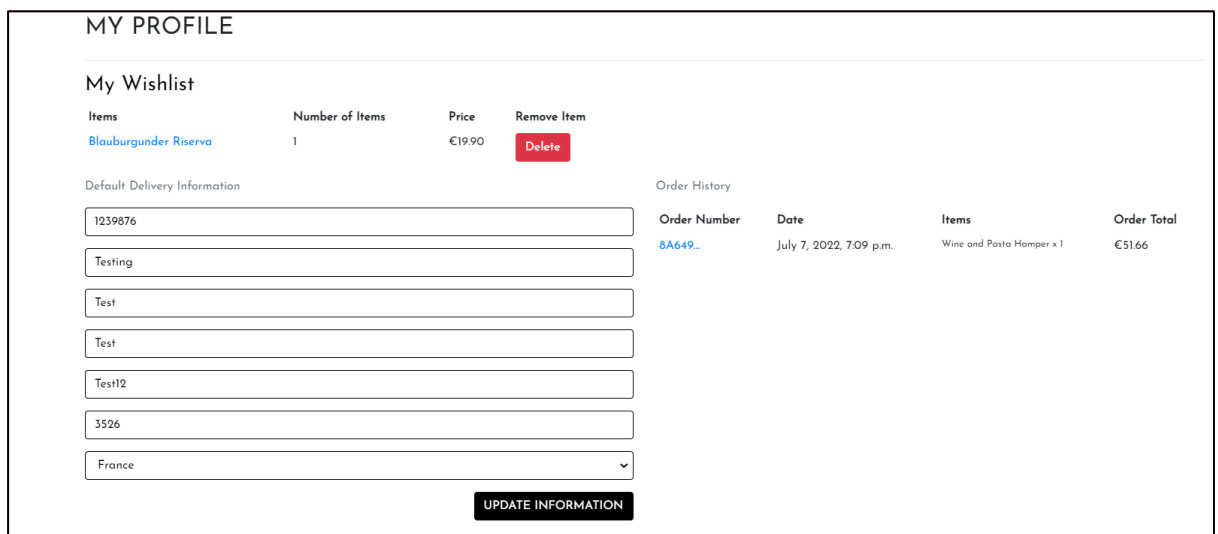 MY PROFILE
My Wishlist
Items Number of Items Price Remove Item
Blauburgunder Riserva 1 €19.90 Delete
Default Delivery Information
1239876
Testing
Test
Test
Test12
3526
France
UPDATE INFORMATION
Order History
Order Number Date Items Order Total
8A649... July 7, 2022, 7:09 p.m. Wine and Pasta Hamper x 1 €51.66